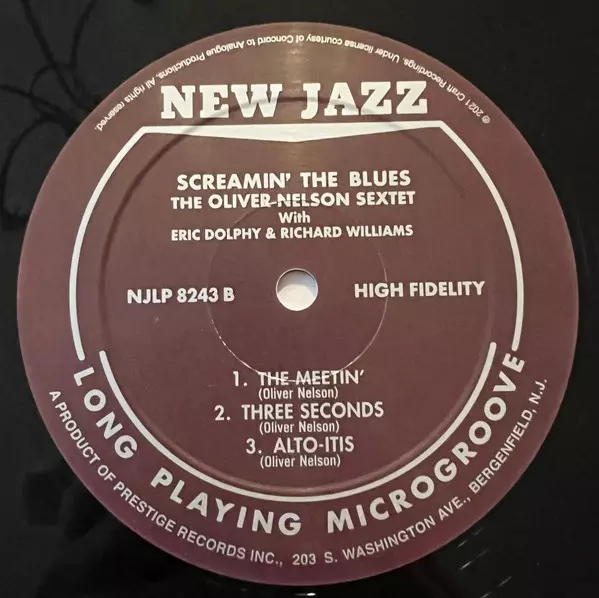 ℗ 2021 Craft Recordings. Under license courtesy of Concord to Analogue Productions. All rights reserved.
NEW JAZZ
SCREAMIN' THE BLUES
THE OLIVER NELSON SEXTET
With
ERIC DOLPHY & RICHARD WILLIAMS
NJLP 8243 B
HIGH FIDELITY
1. THE MEETIN'
(Oliver Nelson)
2. THREE SECONDS
(Oliver Nelson)
3. ALTO-ITIS
(Oliver Nelson)
LONG PLAYING MICROGROOVE
A PRODUCT OF PRESTIGE RECORDS INC., 203 S. WASHINGTON AVE., BERGENFIELD, N.J.